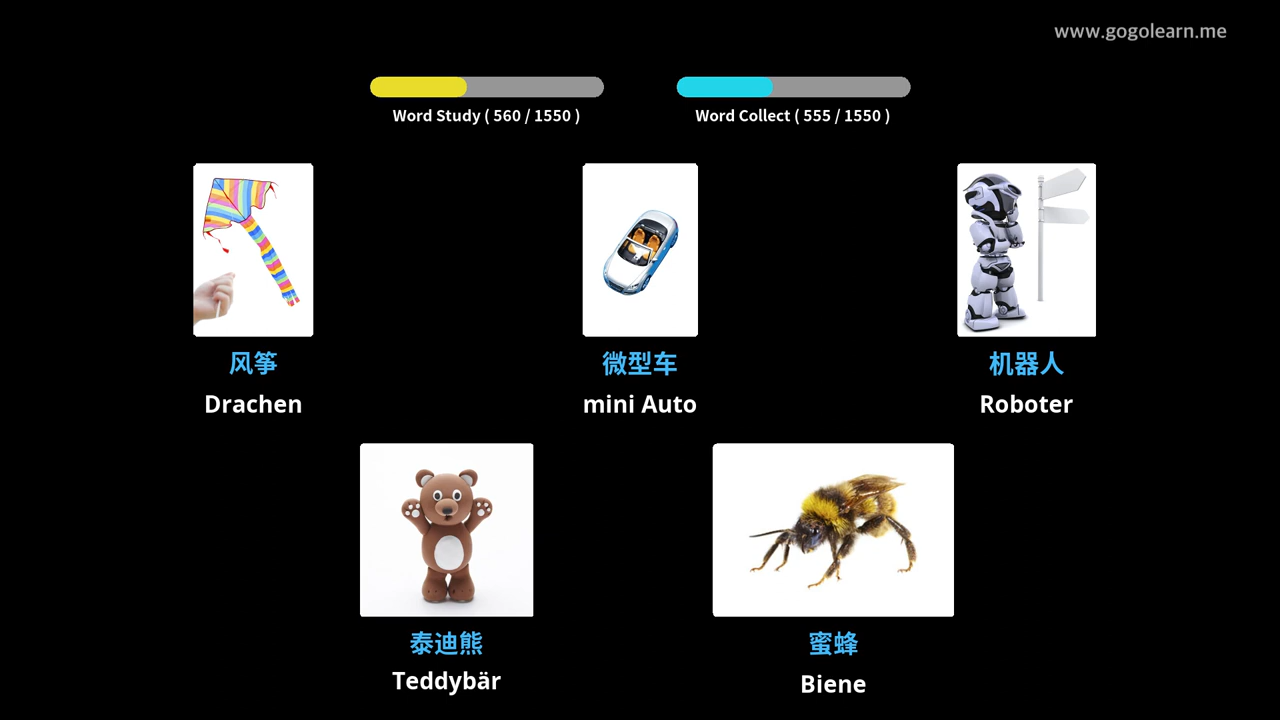 www.gogolearn.me
Word Study ( 560 / 1550 )
Word Collect ( 555 / 1550 )
风筝
微型车
机器人
Drachen
mini Auto
Roboter
泰迪熊
蜜蜂
Teddybär
Biene